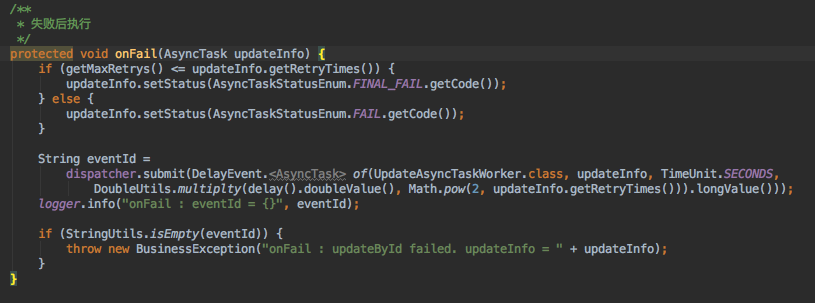 /**
 * 失败后执行
 */
protected void onFail(AsyncTask updateInfo) {
    if (getMaxRetrys() <= updateInfo.getRetryTimes()) {
        updateInfo.setStatus(AsyncTaskStatusEnum.FINAL_FAIL.getCode());
    } else {
        updateInfo.setStatus(AsyncTaskStatusEnum.FAIL.getCode());
    }
    String eventId =
        dispatcher.submit(DelayEvent.<AsyncTask> of(UpdateAsyncTaskWorker.class, updateInfo, TimeUnit.SECONDS,
            DoubleUtils.multiplty(delay().doubleValue(), Math.pow(2, updateInfo.getRetryTimes())).longValue()));
    logger.info("onFail : eventId = {}", eventId);
    if (StringUtils.isEmpty(eventId)) {
        throw new BusinessException("onFail : updateById failed. updateInfo = " + updateInfo);
    }
}